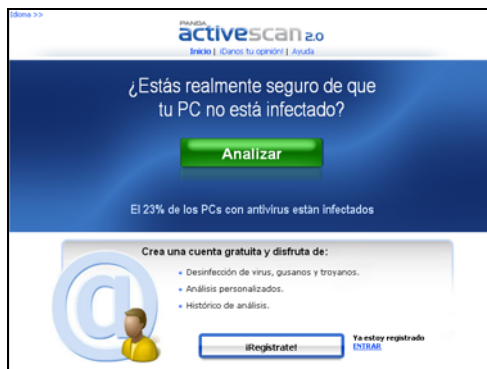 Idioma >>
PANDA
activescan 2.0
Inicio | ¡Danos tu opinión! | Ayuda
¿Estás realmente seguro de que
tu PC no está infectado?
Analizar
El 23% de los PCs con antivirus están infectados
Crea una cuenta gratuita y disfruta de:
• Desinfección de virus, gusanos y troyanos.
• Análisis personalizados.
• Histórico de análisis.
¡Regístrate!
Ya estoy registrado
ENTRAR